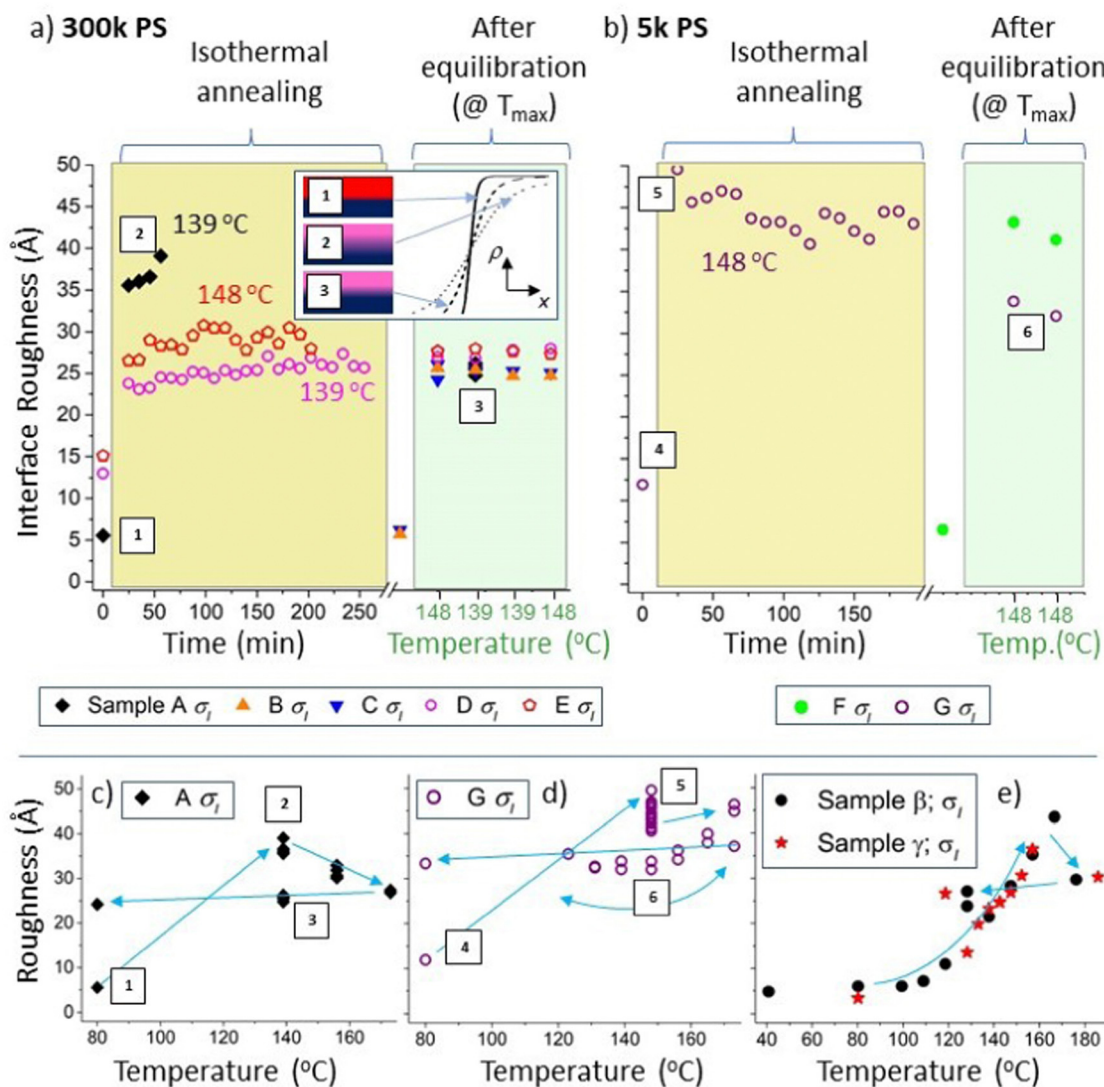 a) 300k PS
Isothermal
annealing
After
equilibration
(@ Tmax)
b) 5k PS
Isothermal
annealing
After
equilibration
(@ Tmax)
Interface Roughness (Å)
50
45
40
35
30
25
20
15
10
5
0
2
139 °C
148 °C
139 °C
1
1
2
3
ρ
x
3
5
148 °C
4
6
0 50 100 150 200 250
148 139 139 148
Time (min)
Temperature (°C)
0 50 100 150
148 148
Time (min)
Temp.(°C)
Sample A σI B σI C σI D σI E σI
F σI G σI
Roughness (Å)
50
40
30
20
10
0
c)
A σI
2
3
1
80 100 120 140 160
Temperature (°C)
G σI
d)
5
6
4
80 100 120 140 160
Temperature (°C)
Sample β; σI
Sample γ; σI
e)
40 60 80 100 120 140 160 180
Temperature (°C)